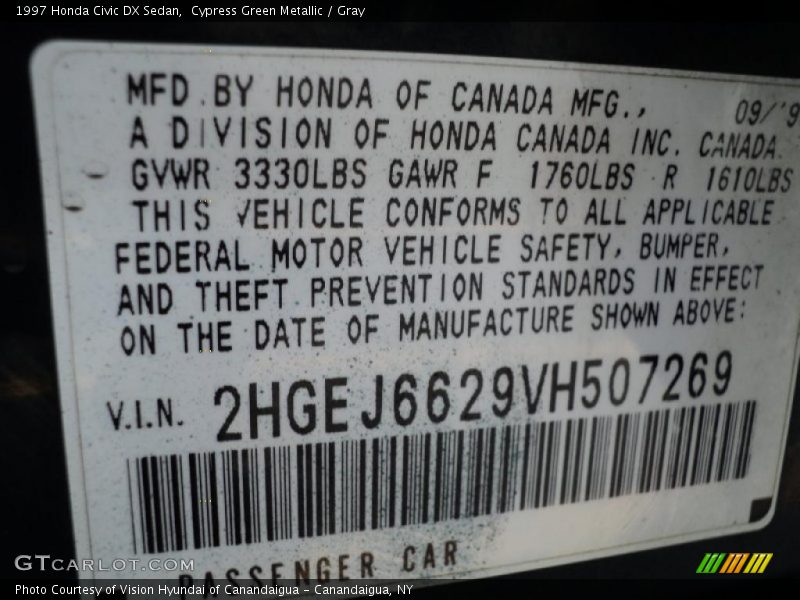 1997 Honda Civic DX Sedan,  Cypress Green Metallic / Gray
MFD.BY HONDA OF CANADA MFG., 09/'9
A DIVISION OF HONDA CANADA INC. CANADA.
GVWR 3330LBS GAWR F 1760LBS R 1610LBS
THIS VEHICLE CONFORMS TO ALL APPLICABLE
FEDERAL MOTOR VEHICLE SAFETY, BUMPER,
AND THEFT PREVENTION STANDARDS IN EFFECT
ON THE DATE OF MANUFACTURE SHOWN ABOVE:
V.I.N. 2HGEJ6629VH507269
PASSENGER CAR
GTCARLOT.COM
Photo Courtesy of Vision Hyundai of Canandaigua - Canandaigua, NY